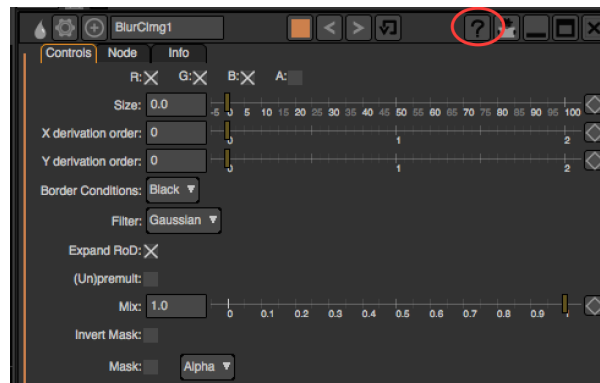 BlurCImg1 < > ?
Controls Node Info
R: G: B: A:
Size: 0.0 -5 0 5 10 15 20 25 30 35 40 45 50 55 60 65 70 75 80 85 90 95 100
X derivation order: 0 0 1 2
Y derivation order: 0 0 1 2
Border Conditions: Black
Filter: Gaussian
Expand RoD:
(Un)premult:
Mix: 1.0 0 0.1 0.2 0.3 0.4 0.5 0.6 0.7 0.8 0.9 1
Invert Mask:
Mask: Alpha